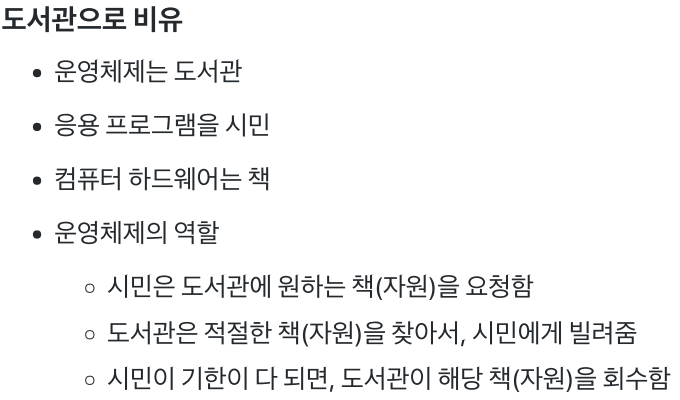 도서관으로 비유
• 운영체제는 도서관
• 응용 프로그램을 시민
• 컴퓨터 하드웨어는 책
• 운영체제의 역할
◦ 시민은 도서관에 원하는 책(자원)을 요청함
◦ 도서관은 적절한 책(자원)을 찾아서, 시민에게 빌려줌
◦ 시민이 기한이 다 되면, 도서관이 해당 책(자원)을 회수함